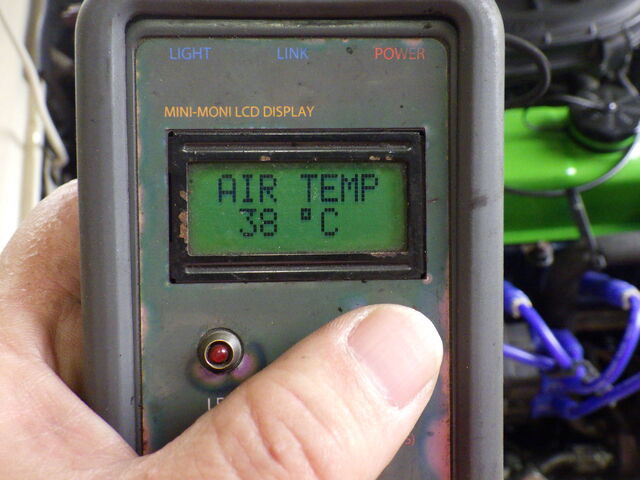 LIGHT LINK POWER
MINI-MONI LCD DISPLAY
AIR TEMP
38 °C